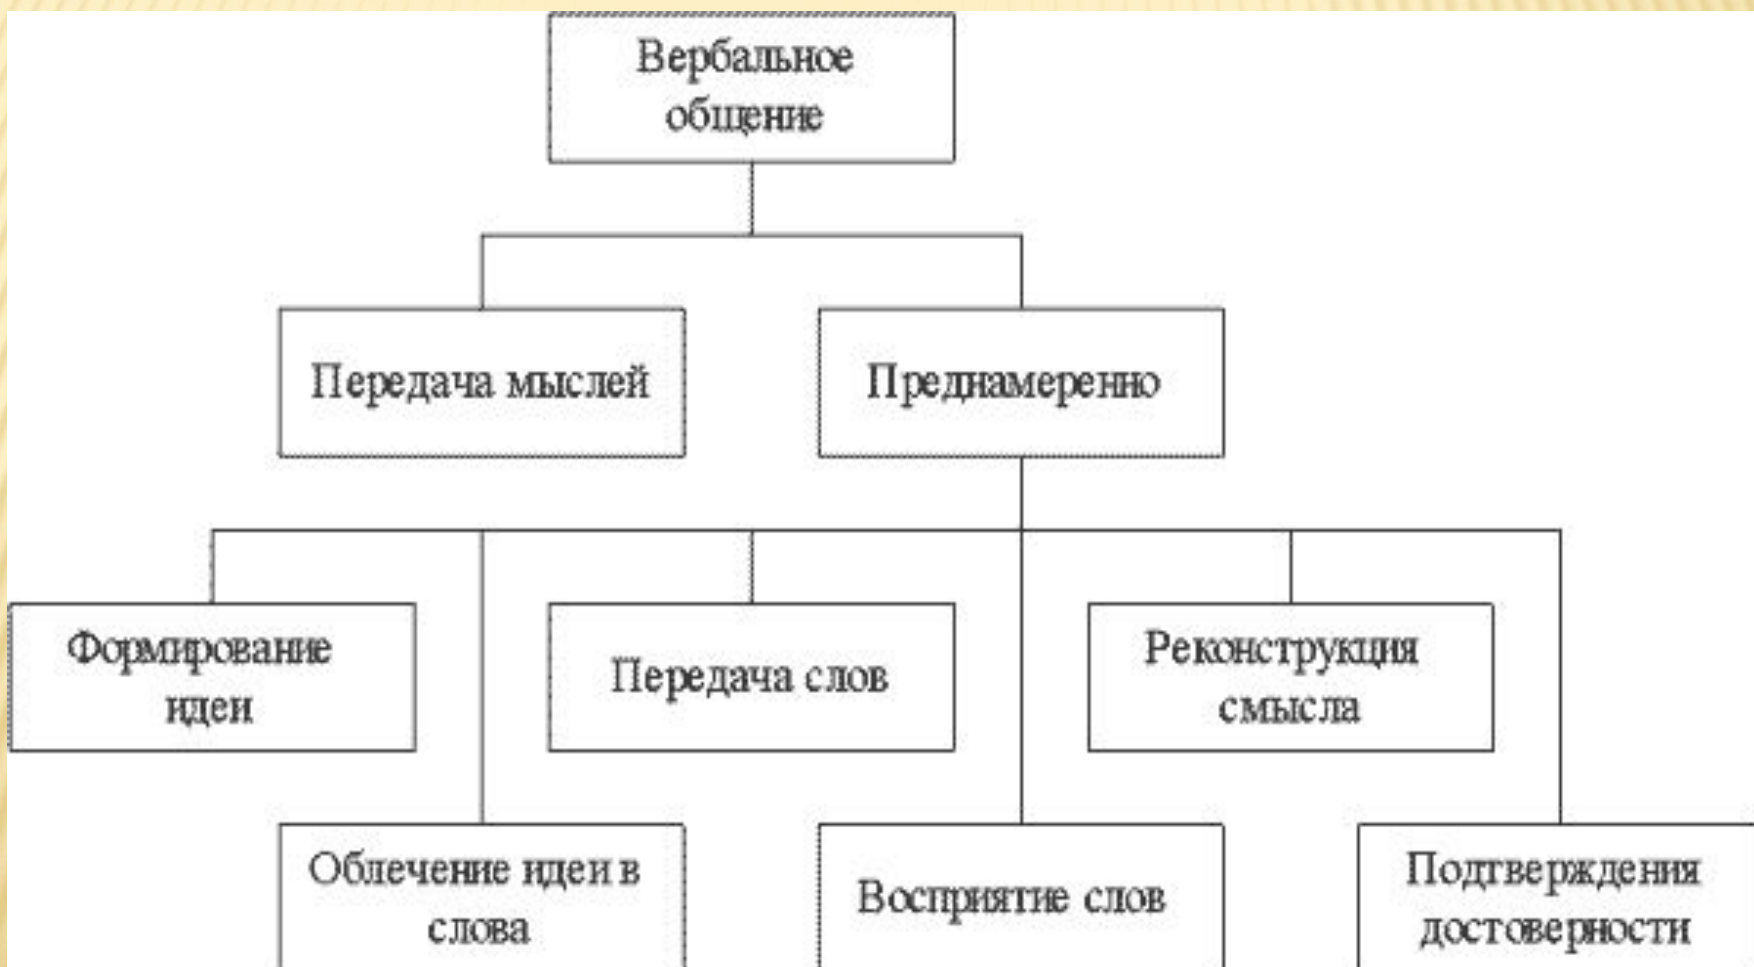 Вербальное
общение
Передача мыслей
Преднамеренно
Формирование
идеи
Передача слов
Реконструкция
смысла
Облечение идеи в
слова
Восприятие слов
Подтверждения
достоверности